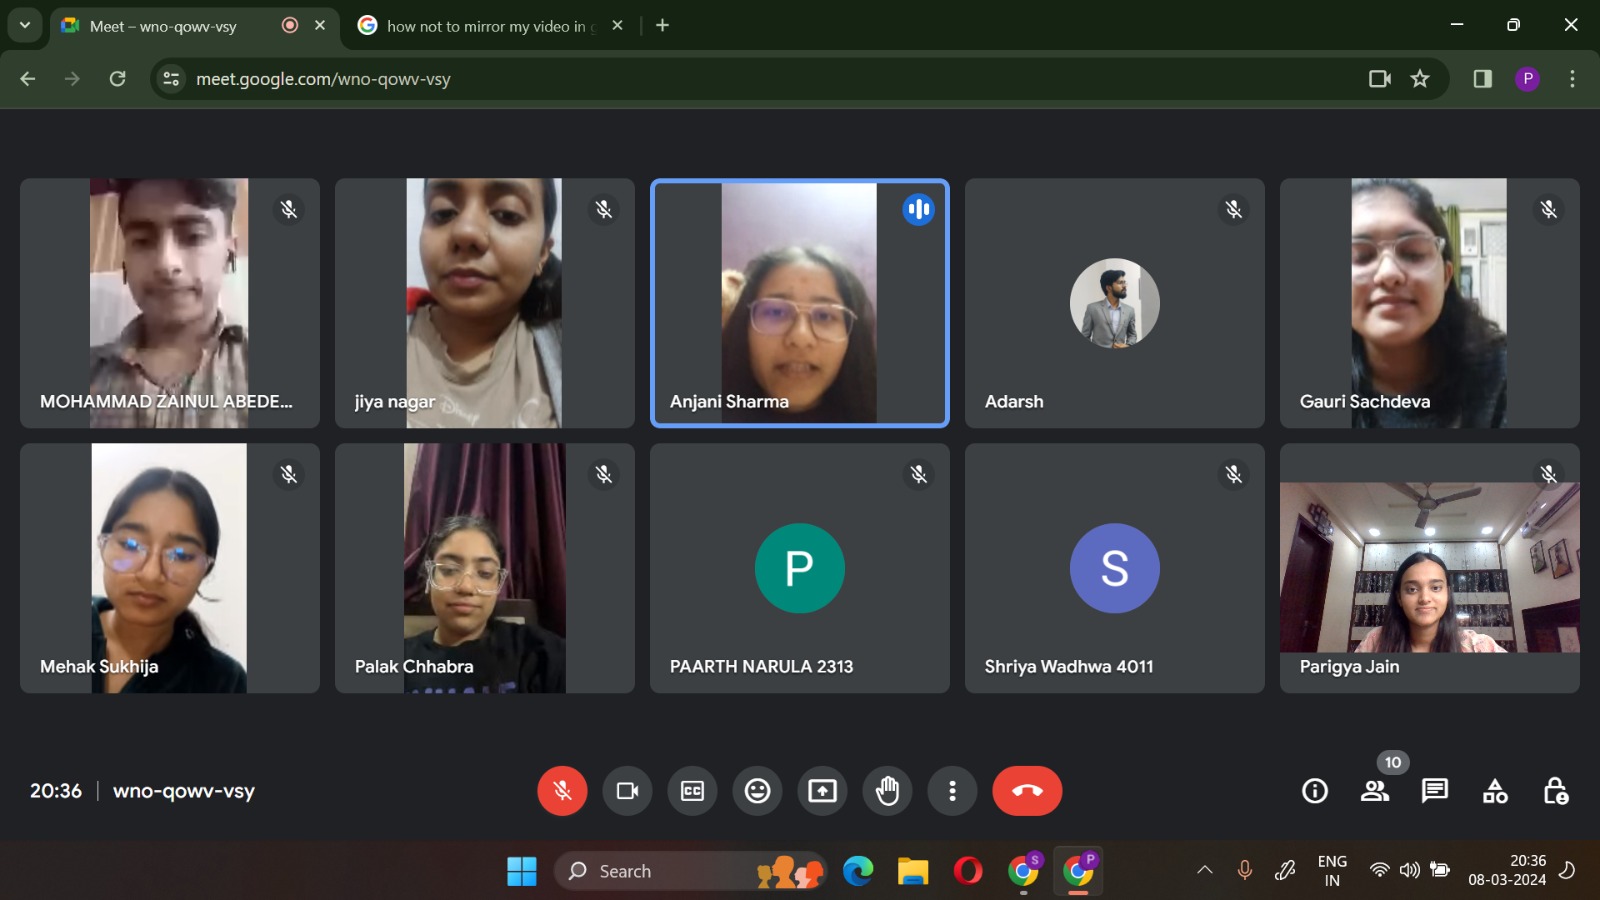 Meet – wno-qowv-vsy
how not to mirror my video in
meet.google.com/wno-qowv-vsy
P
MOHAMMAD ZAINUL ABEDE...
jiya nagar
Anjani Sharma
Adarsh
Gauri Sachdeva
Mehak Sukhija
Palak Chhabra
P
PAARTH NARULA 2313
S
Shriya Wadhwa 4011
Parigya Jain
20:36 | wno-qowv-vsy
CC
10
Search
S
P
ENG
IN
20:36
08-03-2024